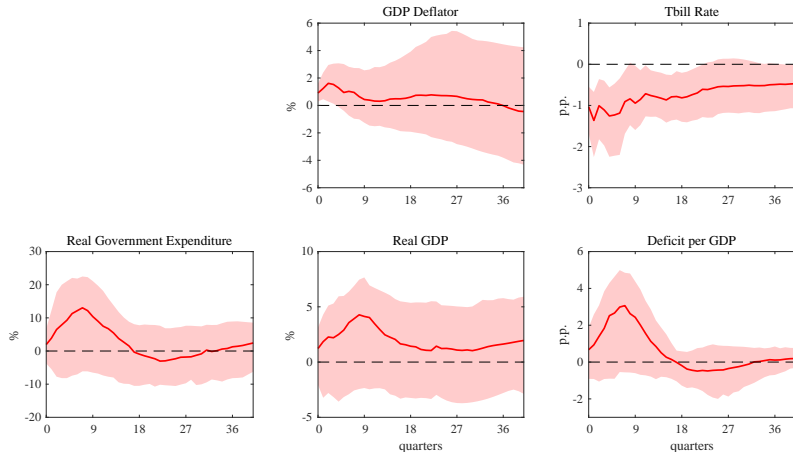 GDP Deflator
6
4
2
0
-2
-4
-6
%
0 9 18 27 36
Tbill Rate
1
0
-1
-2
-3
p.p.
0 9 18 27 36
Real Government Expenditure
30
20
10
0
-10
-20
%
0 9 18 27 36
Real GDP
10
5
0
-5
%
0 9 18 27 36
quarters
Deficit per GDP
6
4
2
0
-2
p.p.
0 9 18 27 36
quarters